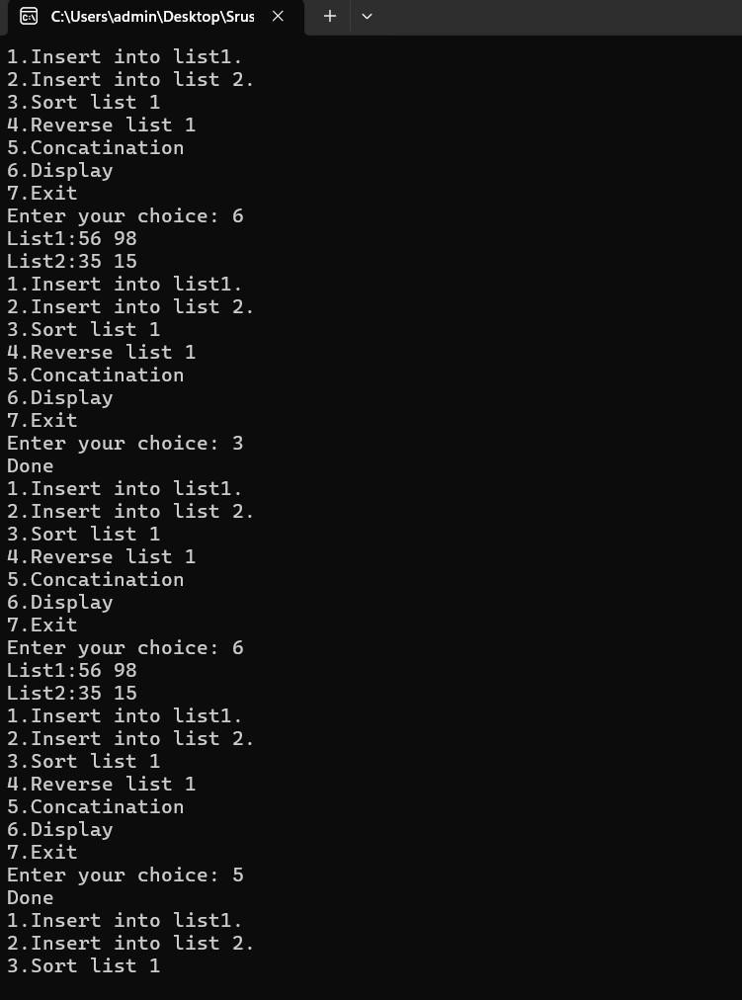 C:\Users\admin\Desktop\Srus
1.Insert into list1.
2.Insert into list 2.
3.Sort list 1
4.Reverse list 1
5.Concatination
6.Display
7.Exit
Enter your choice: 6
List1:56 98
List2:35 15
1.Insert into list1.
2.Insert into list 2.
3.Sort list 1
4.Reverse list 1
5.Concatination
6.Display
7.Exit
Enter your choice: 3
Done
1.Insert into list1.
2.Insert into list 2.
3.Sort list 1
4.Reverse list 1
5.Concatination
6.Display
7.Exit
Enter your choice: 6
List1:56 98
List2:35 15
1.Insert into list1.
2.Insert into list 2.
3.Sort list 1
4.Reverse list 1
5.Concatination
6.Display
7.Exit
Enter your choice: 5
Done
1.Insert into list1.
2.Insert into list 2.
3.Sort list 1